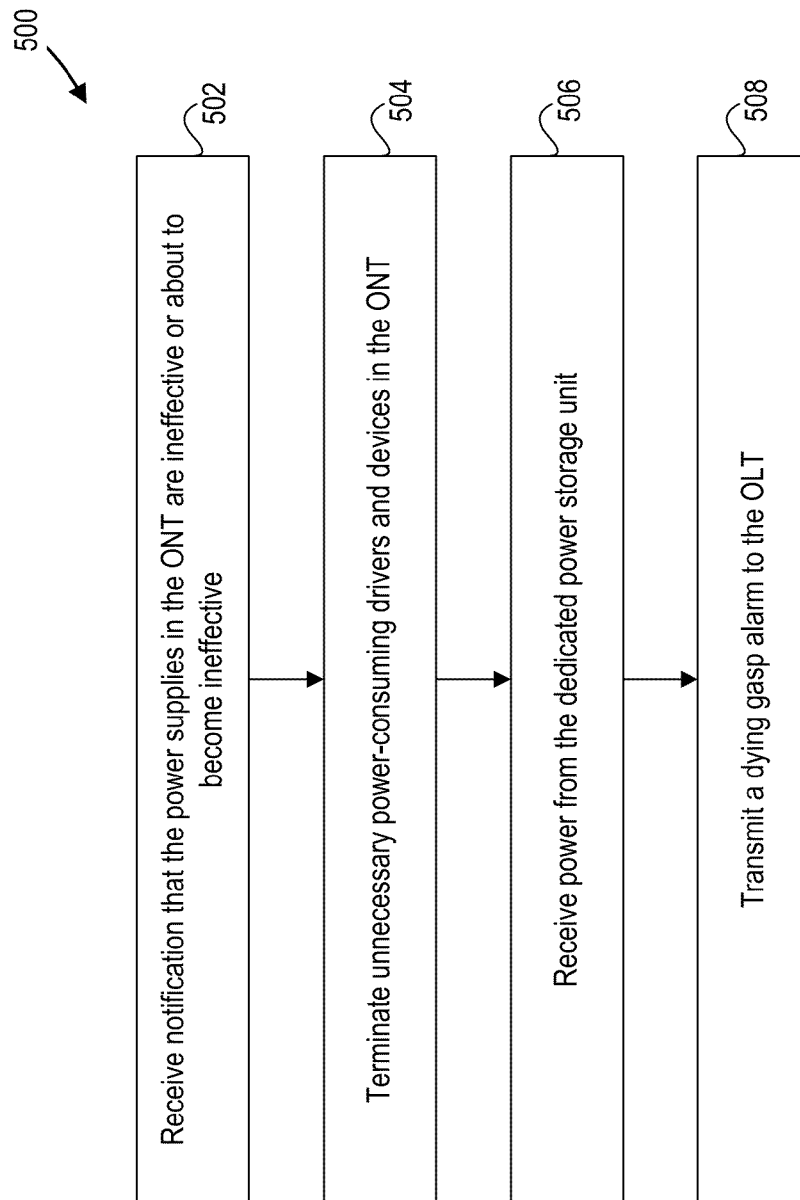 500
Receive notification that the power supplies in the ONT are ineffective or about to
become ineffective
502
Terminate unnecessary power-consuming drivers and devices in the ONT
504
Receive power from the dedicated power storage unit
506
Transmit a dying gasp alarm to the OLT
508